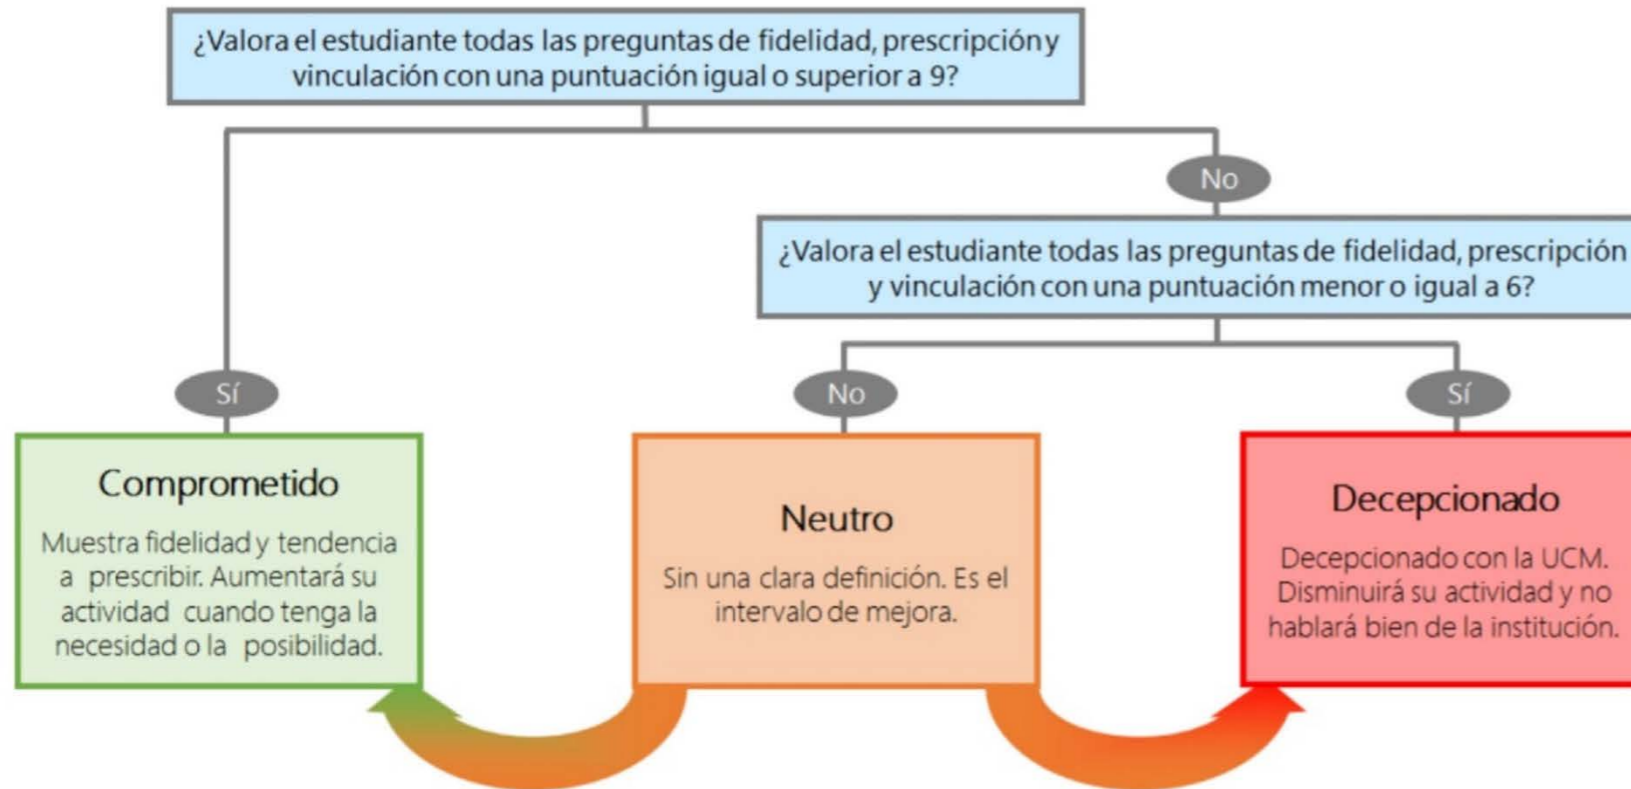 ¿Valora el estudiante todas las preguntas de fidelidad, prescripción y
vinculación con una puntuación igual o superior a 9?
No
¿Valora el estudiante todas las preguntas de fidelidad, prescripción
y vinculación con una puntuación menor o igual a 6?
Sí
No
Sí
Comprometido
Muestra fidelidad y tendencia
a prescribir. Aumentará su
actividad cuando tenga la
necesidad o la posibilidad.
Neutro
Sin una clara definición. Es el
intervalo de mejora.
Decepcionado
Decepcionado con la UCM.
Disminuirá su actividad y no
hablará bien de la institución.